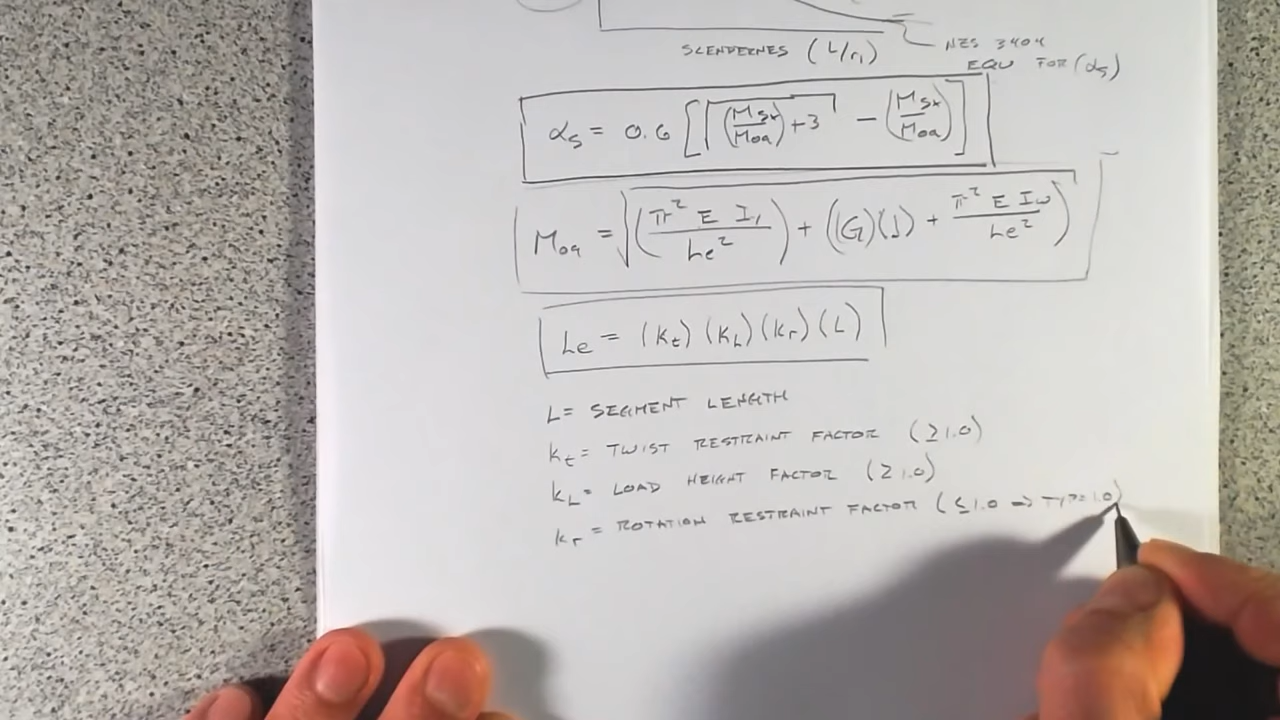 SLENDERNES (L/r₁)
NZS 3404
EQU FOR (αs)
αs = 0.6 [√((Msx/Moa)+3) - (Msx/Moa)]
Moa = √(π² E I₁/Le²) + ((G)(J) + π² E Iω/Le²)
Le = (kt)(kL)(kr)(L)
L = SEGMENT LENGTH
kt = TWIST RESTRAINT FACTOR (≥1.0)
kL = LOAD HEIGHT FACTOR (≥1.0)
kr = ROTATION RESTRAINT FACTOR (≤1.0 → TYP=1.0)